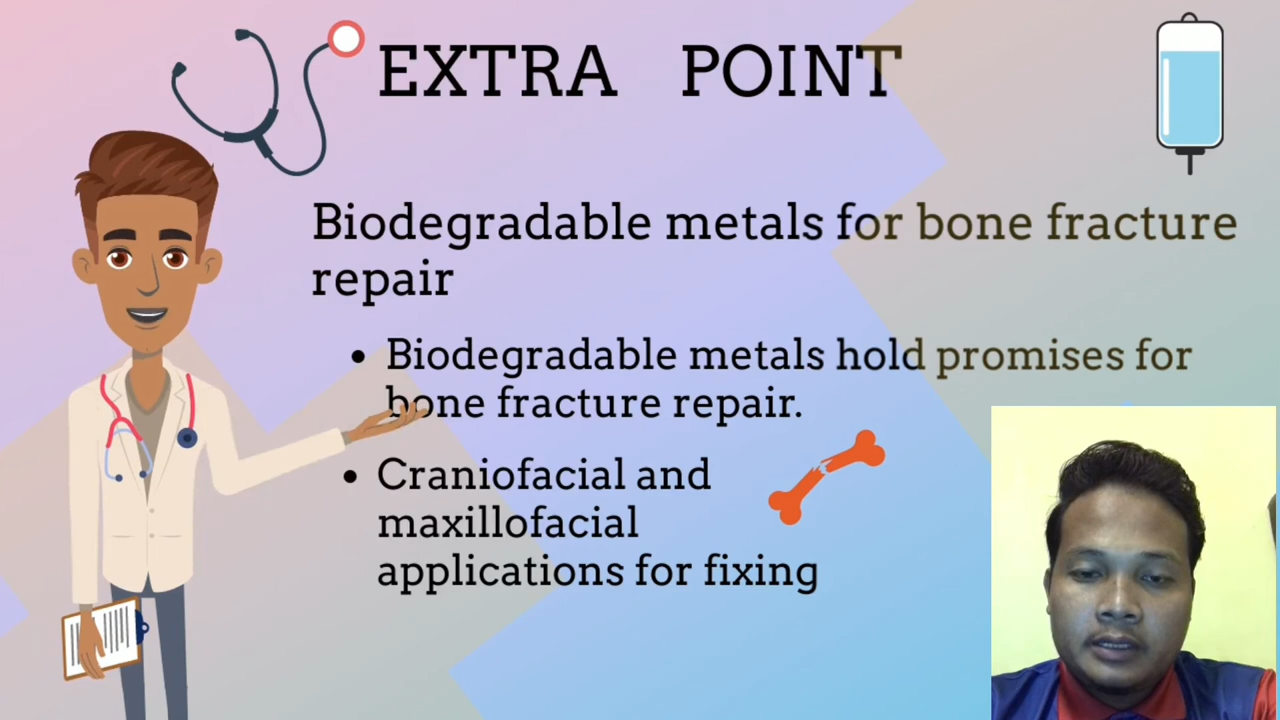 EXTRA POINT
Biodegradable metals for bone fracture
repair
• Biodegradable metals hold promises for
bone fracture repair.
• Craniofacial and
maxillofacial
applications for fixing